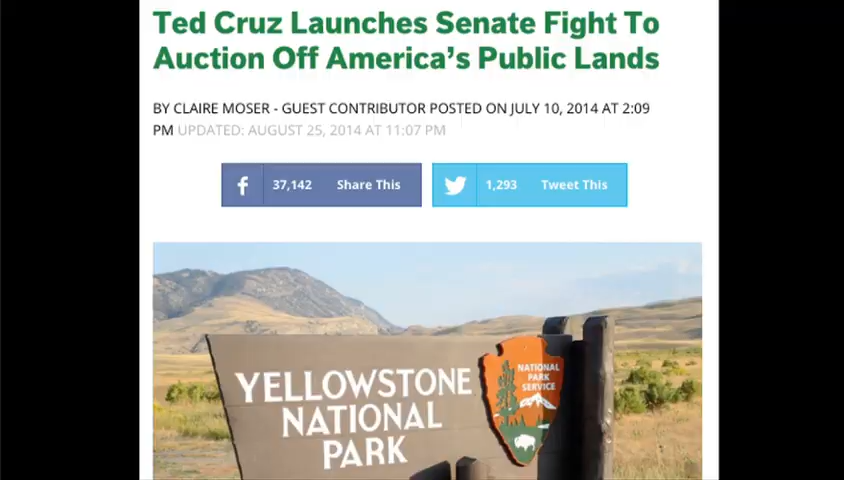 Ted Cruz Launches Senate Fight To
Auction Off America's Public Lands
BY CLAIRE MOSER - GUEST CONTRIBUTOR POSTED ON JULY 10, 2014 AT 2:09
PM UPDATED: AUGUST 25, 2014 AT 11:07 PM
37,142 Share This 1,293 Tweet This
YELLOWSTONE
NATIONAL
PARK
NATIONAL
PARK
SERVICE